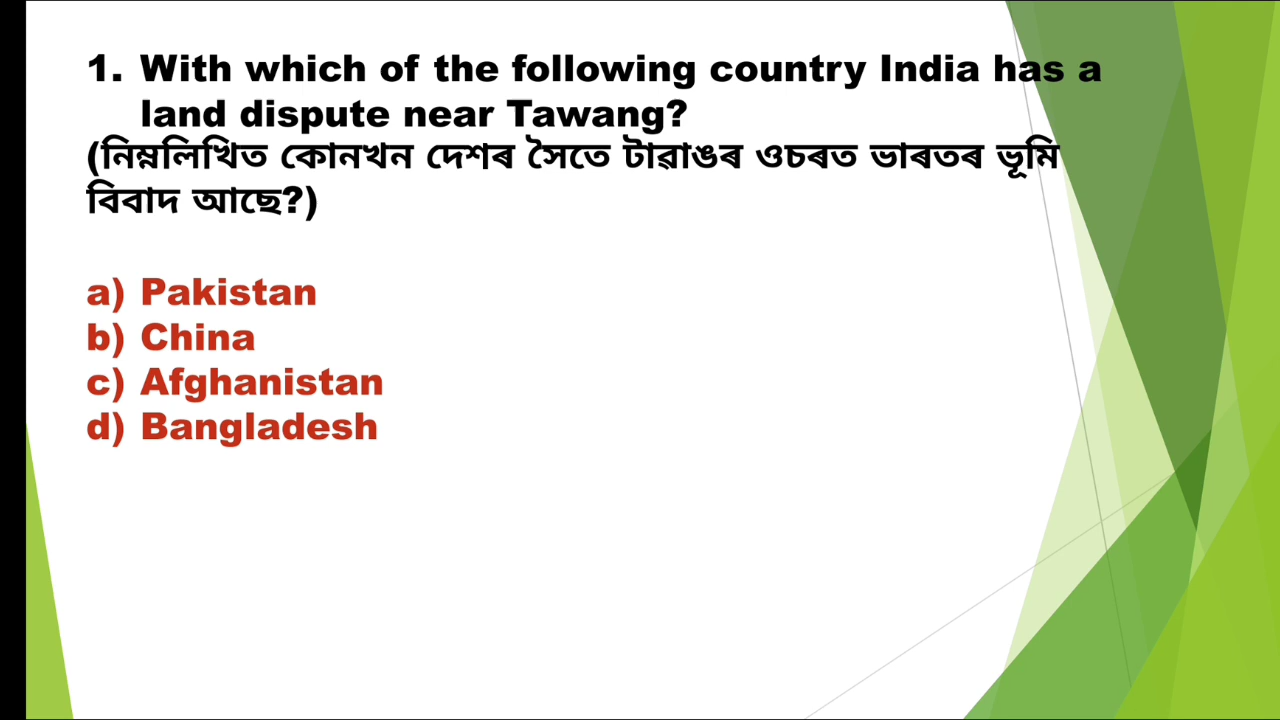 1. With which of the following country India has a
land dispute near Tawang?
(নিম্নলিখিত কোনখন দেশৰ সৈতে টাৱাঙৰ ওচৰত ভাৰতৰ ভূমি
বিবাদ আছে?)
a) Pakistan
b) China
c) Afghanistan
d) Bangladesh